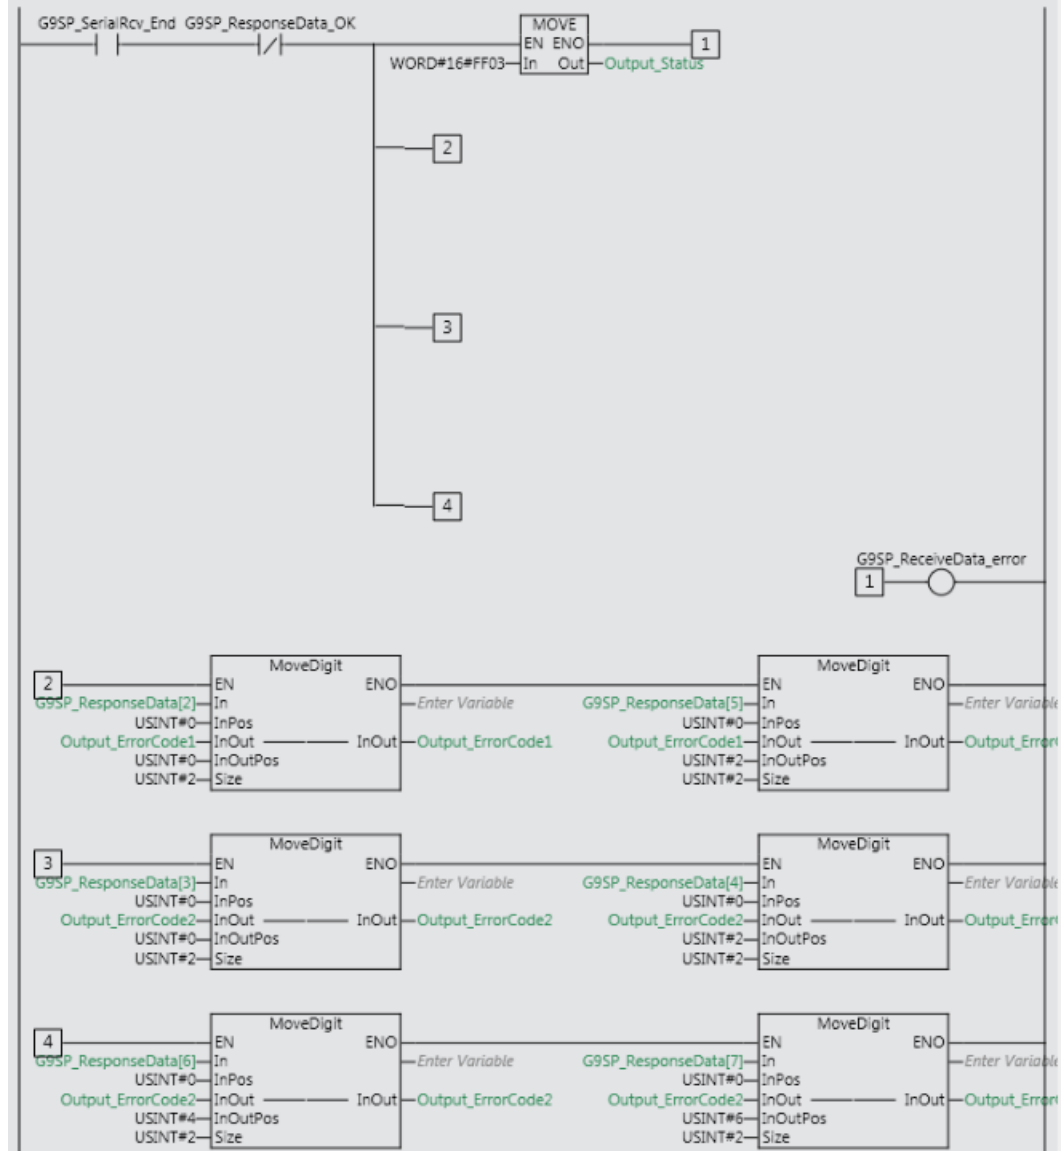 G9SP_SerialRcv_End G9SP_ResponseData_OK
MOVE
EN ENO
1
WORD#16#FF03 In Out Output_Status
2
3
4
G9SP_ReceiveData_error
1
MoveDigit MoveDigit
2 EN ENO EN ENO
G9SP_ResponseData[2] In Enter Variable G9SP_ResponseData[5] In Enter Variable
USINT#0 InPos USINT#0 InPos
Output_ErrorCode1 InOut InOut Output_ErrorCode1 Output_ErrorCode1 InOut InOut
USINT#0 InOutPos USINT#2 InOutPos
USINT#2 Size USINT#2 Size
MoveDigit MoveDigit
3 EN ENO EN ENO
G9SP_ResponseData[3] In Enter Variable G9SP_ResponseData[4] In Enter Variable
USINT#0 InPos USINT#0 InPos
Output_ErrorCode2 InOut InOut Output_ErrorCode2 Output_ErrorCode2 InOut InOut
USINT#0 InOutPos USINT#2 InOutPos
USINT#2 Size USINT#2 Size
MoveDigit MoveDigit
4 EN ENO EN ENO
G9SP_ResponseData[6] In Enter Variable G9SP_ResponseData[7] In Enter Variable
USINT#0 InPos USINT#0 InPos
Output_ErrorCode2 InOut InOut Output_ErrorCode2 Output_ErrorCode2 InOut InOut
USINT#4 InOutPos USINT#6 InOutPos
USINT#2 Size USINT#2 Size